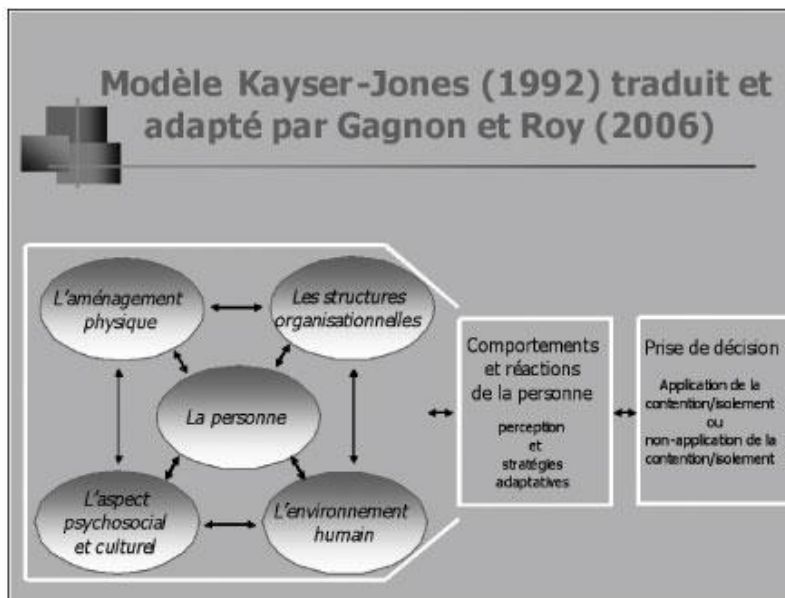 Modèle Kayser-Jones (1992) traduit et
adapté par Gagnon et Roy (2006)
L'aménagement
physique
Les structures
organisationnelles
La personne
L'aspect
psychosocial
et culturel
L'environnement
humain
Comportements
et réactions
de la personne
perception
et
stratégies
adaptatives
Prise de décision
Application de la
contention/isolement
ou
non-application de la
contention/isolement